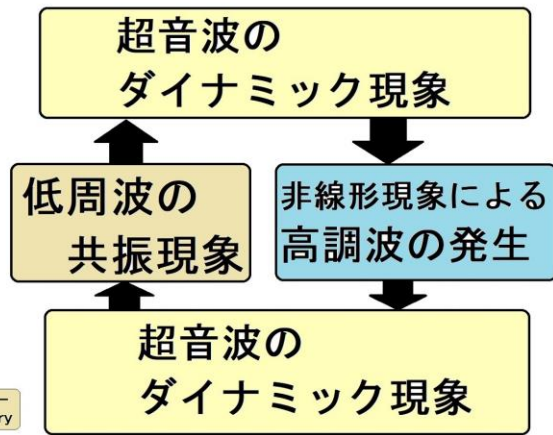 超音波の
ダイナミック現象
低周波の
共振現象
非線形現象による
高調波の発生
超音波の
ダイナミック現象